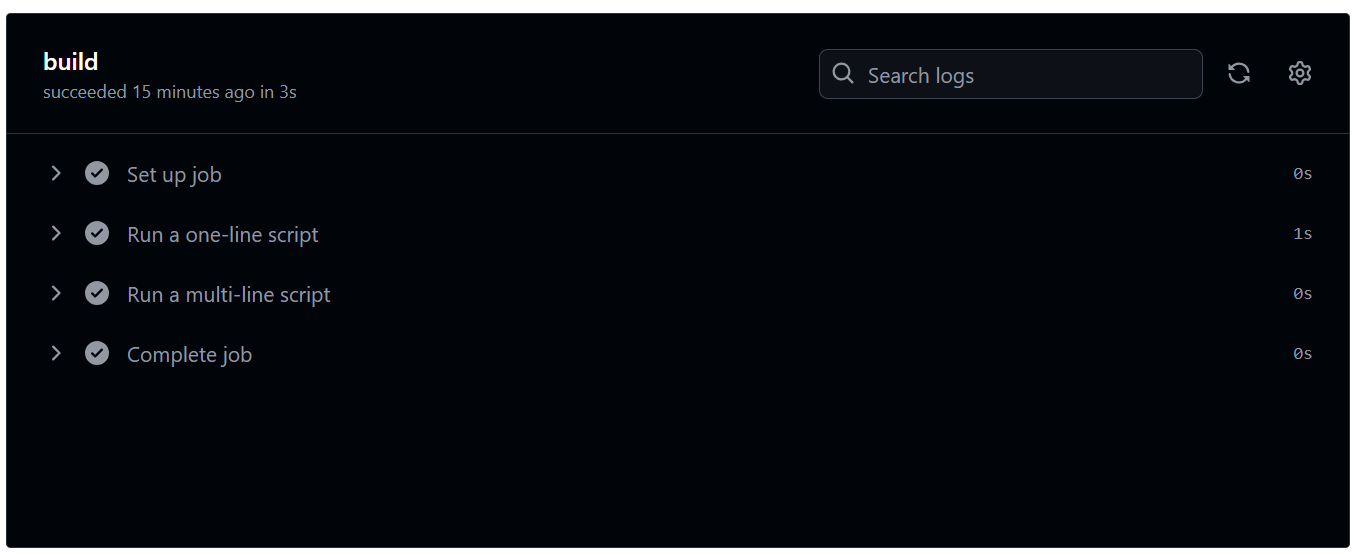 build
succeeded 15 minutes ago in 3s
Search logs
Set up job 0s
Run a one-line script 1s
Run a multi-line script 0s
Complete job 0s